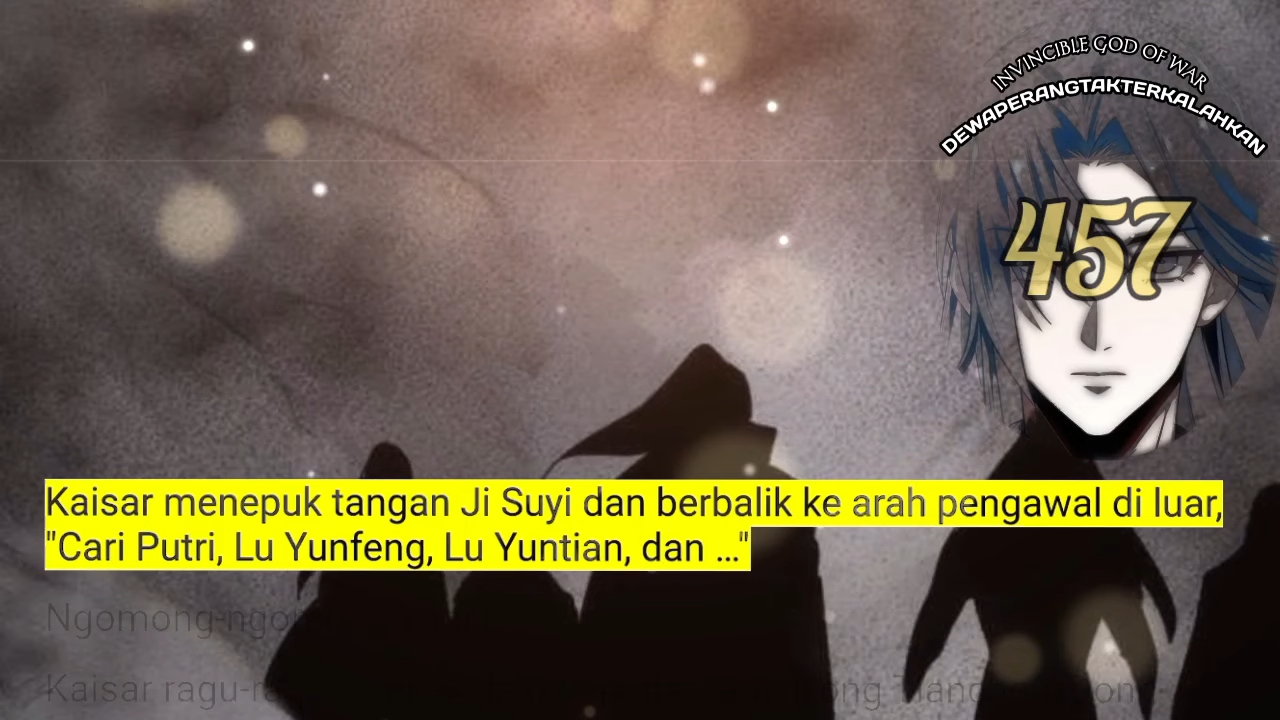 INVINCIBLE GOD OF WAR
DEWAPERANGTAKTERKALAHKAN
457
Kaisar menepuk tangan Ji Suyi dan berbalik ke arah pengawal di luar,
"Cari Putri, Lu Yunfeng, Lu Yuntian, dan ..."
Kaisar